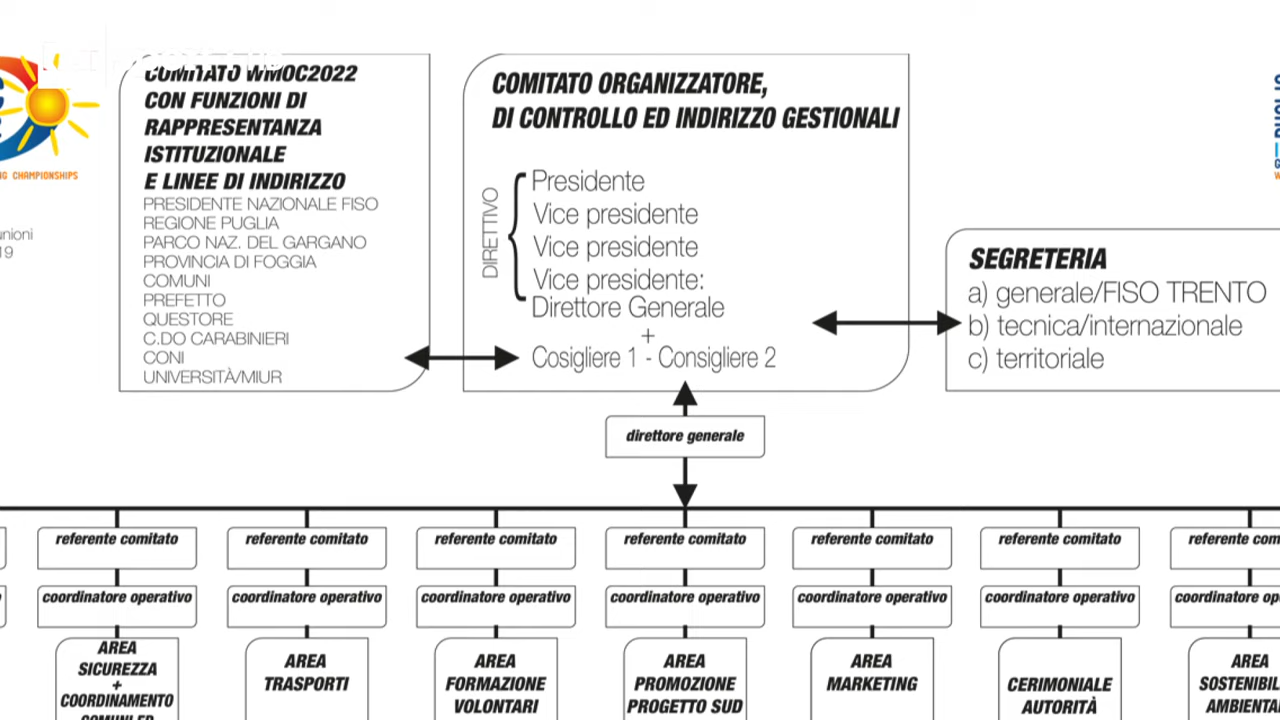 COMITATO WMOC2022
CON FUNZIONI DI
RAPPRESENTANZA
ISTITUZIONALE
E LINEE DI INDIRIZZO
PRESIDENTE NAZIONALE FISO
REGIONE PUGLIA
PARCO NAZ. DEL GARGANO
PROVINCIA DI FOGGIA
COMUNI
PREFETTO
QUESTORE
C.DO CARABINIERI
CONI
UNIVERSITÀ/MIUR
CHAMPIONSHIPS
COMITATO ORGANIZZATORE,
DI CONTROLLO ED INDIRIZZO GESTIONALI
DIRETTIVO
Presidente
Vice presidente
Vice presidente
Vice presidente:
Direttore Generale
+
Cosigliere 1 - Consigliere 2
SEGRETERIA
a) generale/FISO TRENTO
b) tecnica/internazionale
c) territoriale
direttore generale
referente comitato
referente comitato
referente comitato
referente comitato
referente comitato
referente comitato
referente
coordinatore operativo
coordinatore operativo
coordinatore operativo
coordinatore operativo
coordinatore operativo
coordinatore operativo
coordinatore
AREA
SICUREZZA
+
COORDINAMENTO
COMUNI ED
AREA
TRASPORTI
AREA
FORMAZIONE
VOLONTARI
AREA
PROMOZIONE
PROGETTO SUD
AREA
MARKETING
CERIMONIALE
AUTORITÀ
AREA